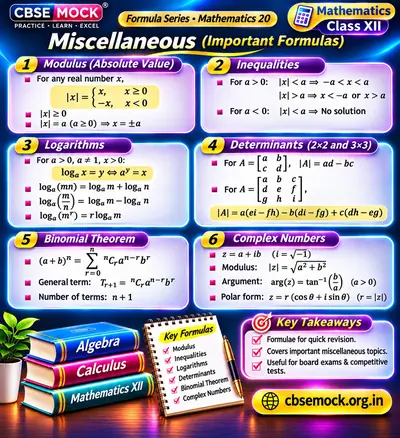 CBSE MOCK
PRACTICE • LEARN • EXCEL
Formula Series • Mathematics 20
Mathematics
Class XII
Miscellaneous (Important Formulas)
1 Modulus (Absolute Value)
For any real number x,
|x| = { x, x ≥ 0
−x, x < 0
|x| ≥ 0
|x| = a (a ≥ 0) ⇒ x = ±a
2 Inequalities
For a > 0: |x| < a ⇒ −a < x < a
|x| > a ⇒ x < −a or x > a
For a < 0: |x| < a ⇒ No solution
3 Logarithms
For a > 0, a ≠ 1, x > 0:
logₐ x = y ⇔ aʸ = x
logₐ(mn) = logₐ m + logₐ n
logₐ(m/n) = logₐ m − logₐ n
logₐ(mʳ) = r logₐ m
4 Determinants (2×2 and 3×3)
For A = [a b
c d], |A| = ad − bc
For A = [a b c
d e f
g h i],
|A| = a(ei − fh) − b(di − fg) + c(dh − eg)
5 Binomial Theorem
(a + b)ⁿ = ∑ₙ r=0 ⁿCᵣ aⁿ⁻ʳ bʳ
General term: Tᵣ₊₁ = ⁿCᵣ aⁿ⁻ʳ bʳ
Number of terms: n + 1
6 Complex Numbers
z = a + ib (i = √−1)
Modulus: |z| = √(a² + b²)
Argument: arg(z) = tan⁻¹(b/a) (a > 0)
Polar form: z = r (cos θ + i sin θ) (r = |z|)
Algebra
Calculus
Mathematics XII
Key Formulas
Modulus
Inequalities
Logarithms
Determinants
Binomial Theorem
Complex Numbers
Key Takeaways
Formulae for quick revision.
Covers important miscellaneous topics.
Useful for board exams & competitive
tests.
cbsemock.org.in